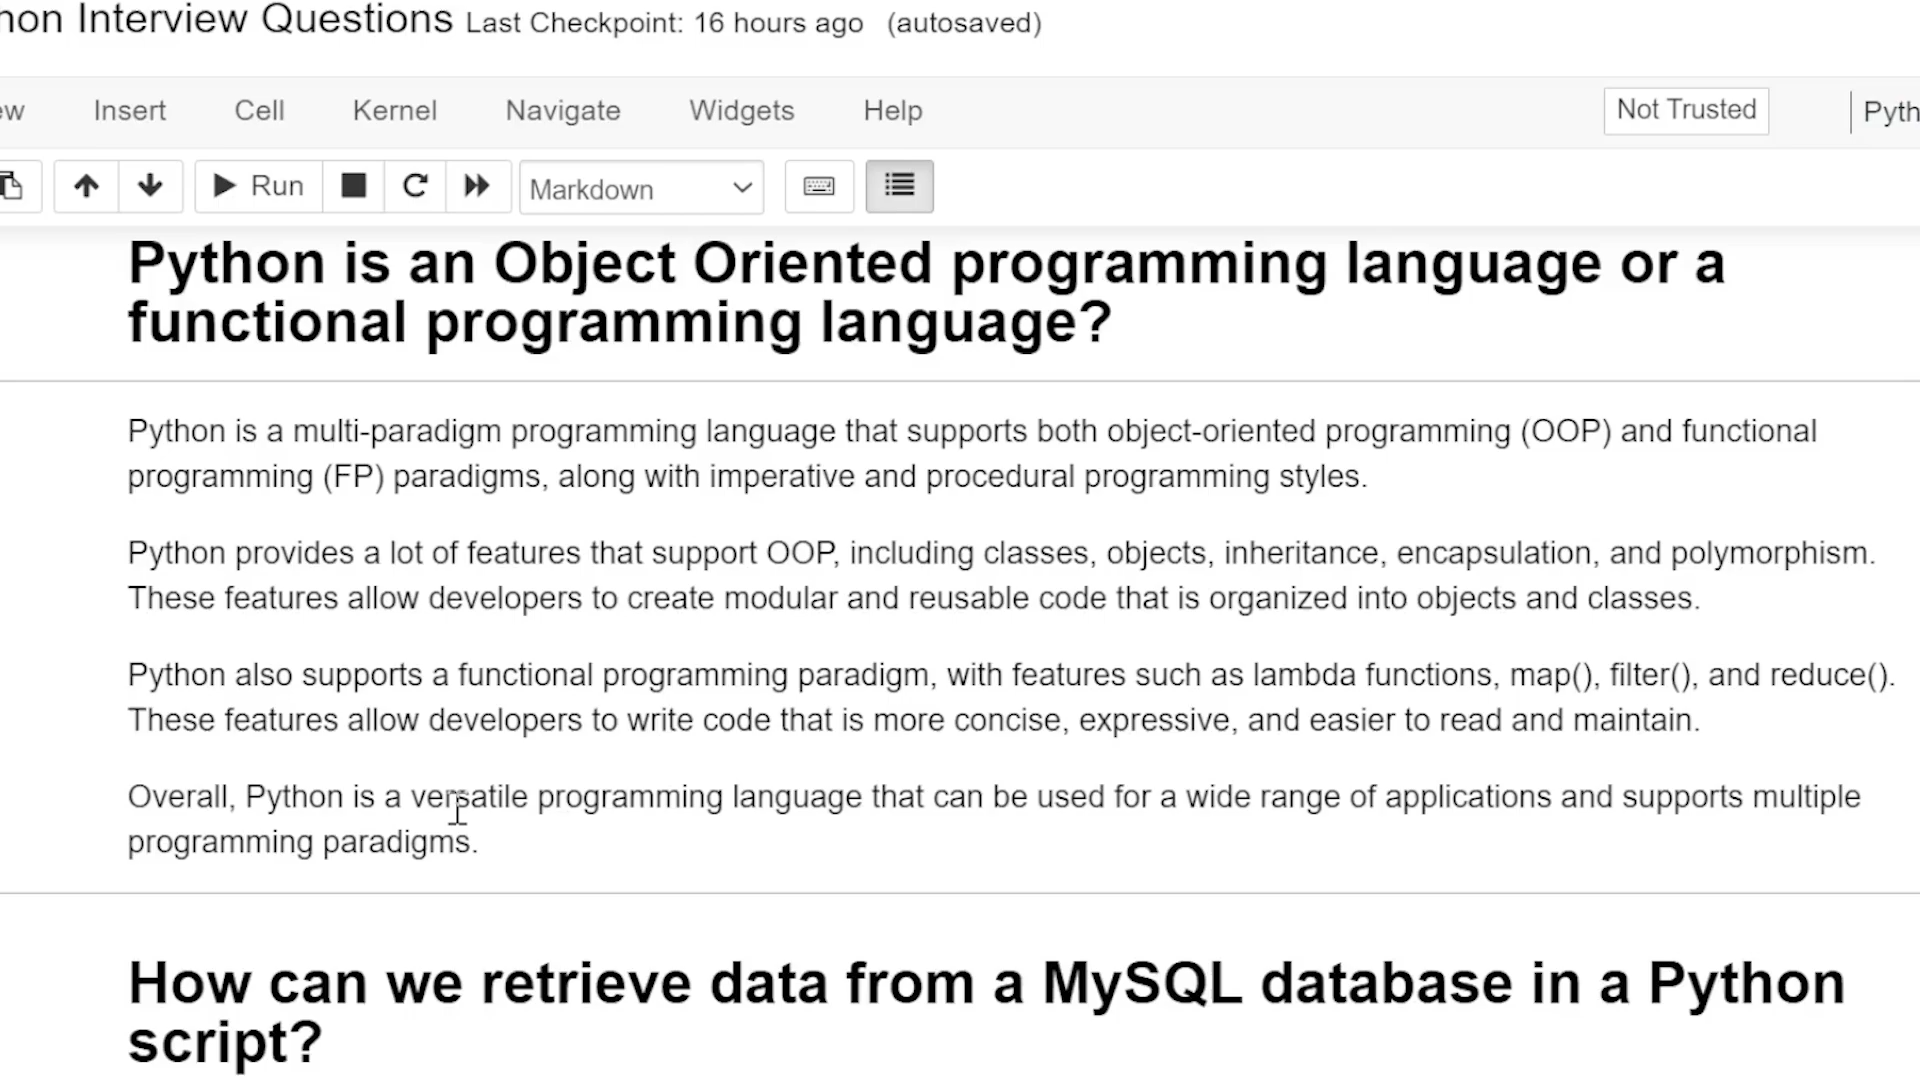 hon Interview Questions Last Checkpoint: 16 hours ago (autosaved)
ew Insert Cell Kernel Navigate Widgets Help Not Trusted Pyth
Run Markdown
Python is an Object Oriented programming language or a
functional programming language?
Python is a multi-paradigm programming language that supports both object-oriented programming (OOP) and functional
programming (FP) paradigms, along with imperative and procedural programming styles.
Python provides a lot of features that support OOP, including classes, objects, inheritance, encapsulation, and polymorphism.
These features allow developers to create modular and reusable code that is organized into objects and classes.
Python also supports a functional programming paradigm, with features such as lambda functions, map(), filter(), and reduce().
These features allow developers to write code that is more concise, expressive, and easier to read and maintain.
Overall, Python is a versatile programming language that can be used for a wide range of applications and supports multiple
programming paradigms.
How can we retrieve data from a MySQL database in a Python
script?